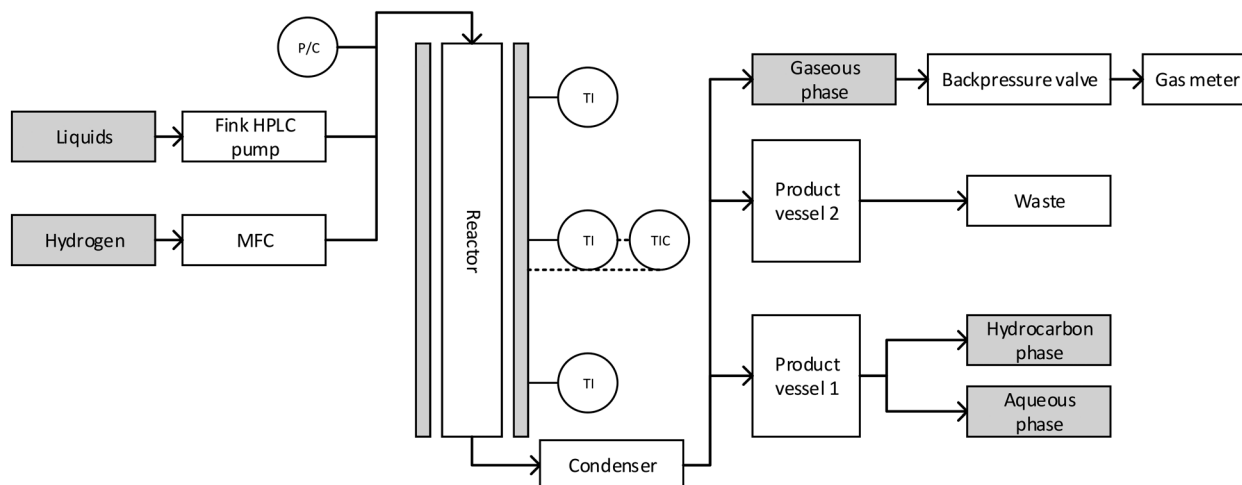 P/C
Liquids
Fink HPLC
pump
Hydrogen
MFC
Reactor
TI
TI
TIC
TI
Condenser
Gaseous
phase
Backpressure valve
Gas meter
Product
vessel 2
Waste
Product
vessel 1
Hydrocarbon
phase
Aqueous
phase